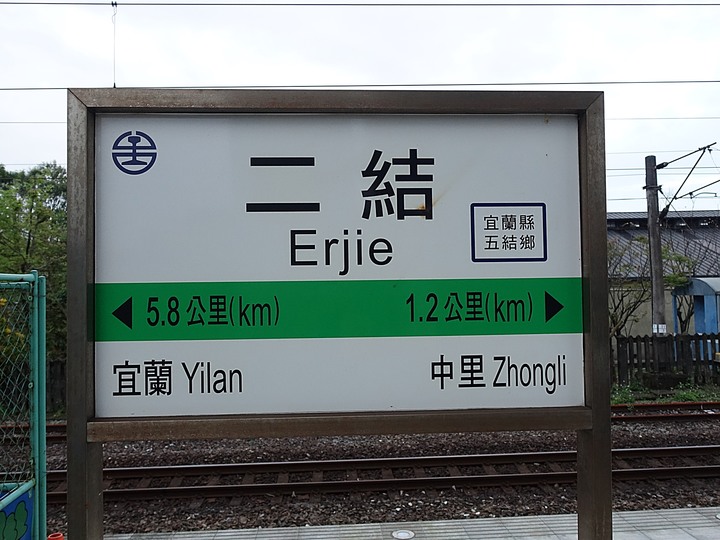 二結
Erjie
宜蘭縣
五結鄉
5.8 公里(km)
1.2 公里(km)
宜蘭 Yilan
中里 Zhongli